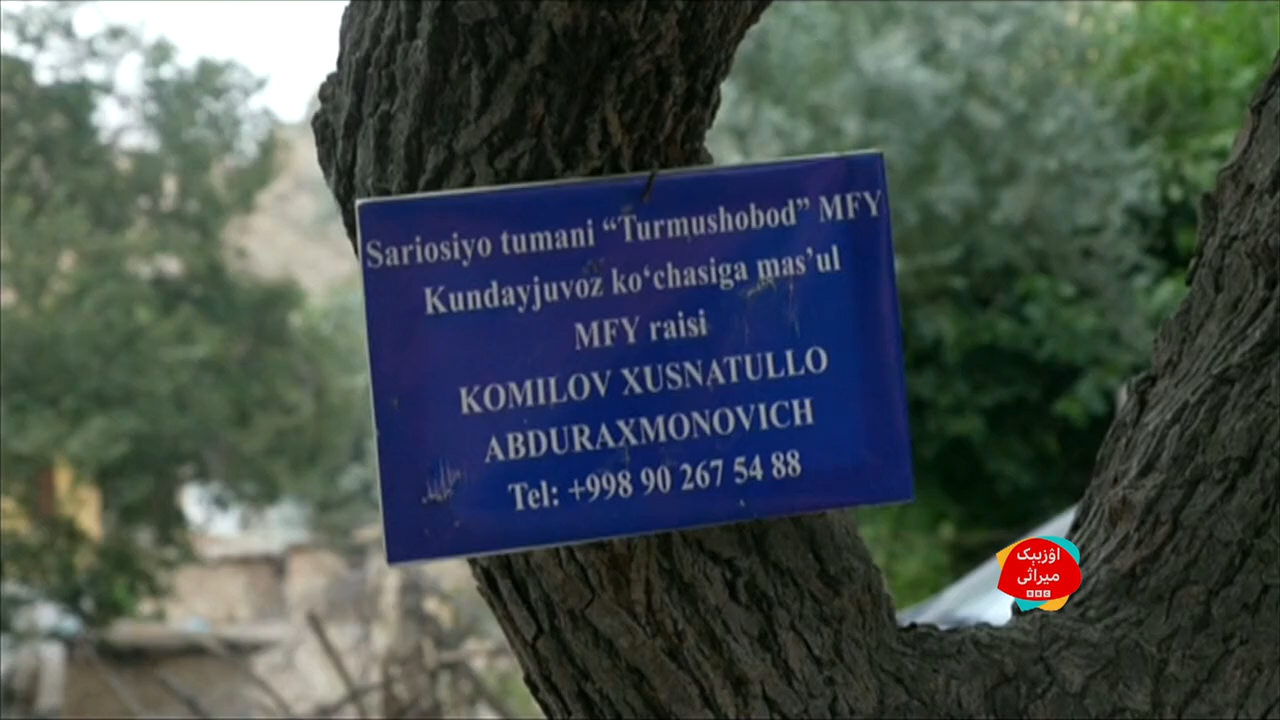 Sariosiyo tumani “Turmushobod” MFY
Kundayjuvoz ko‘chasiga mas’ul
MFY raisi
KOMILOV XUSNATULLO
ABDURAXMONOVICH
Tel: +998 90 267 54 88
اۉزبېک
میراثی
BBC